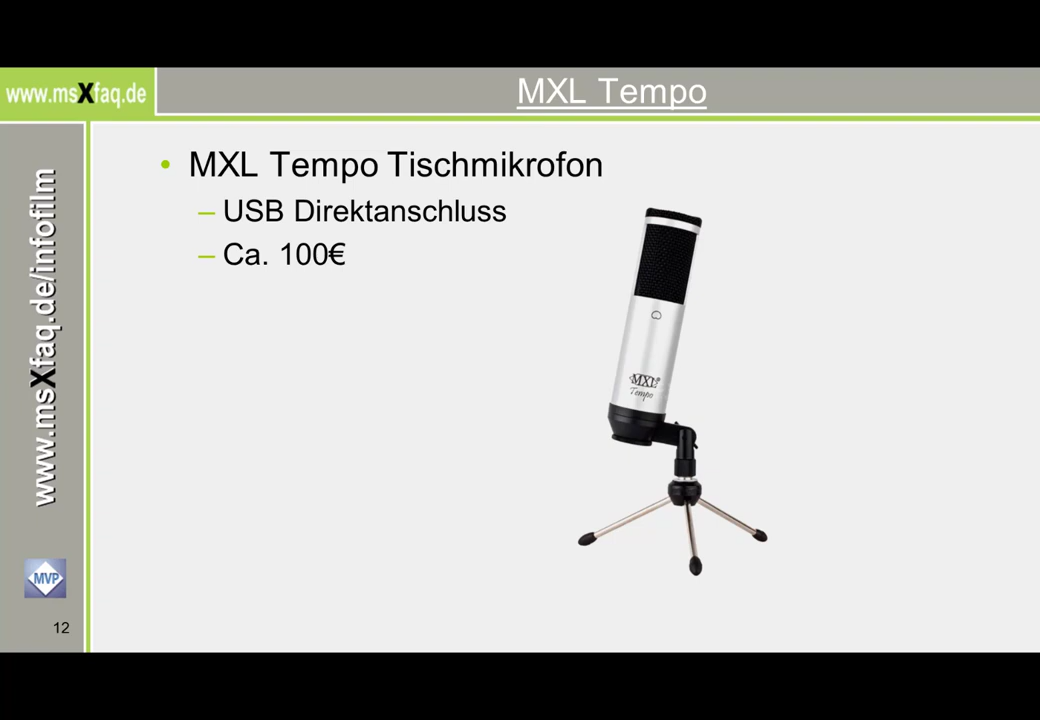 www.msXfaq.de
MXL Tempo
• MXL Tempo Tischmikrofon
– USB Direktanschluss
– Ca. 100€
MXL®
Tempo
www.msXfaq.de/infofilm
MVP
12